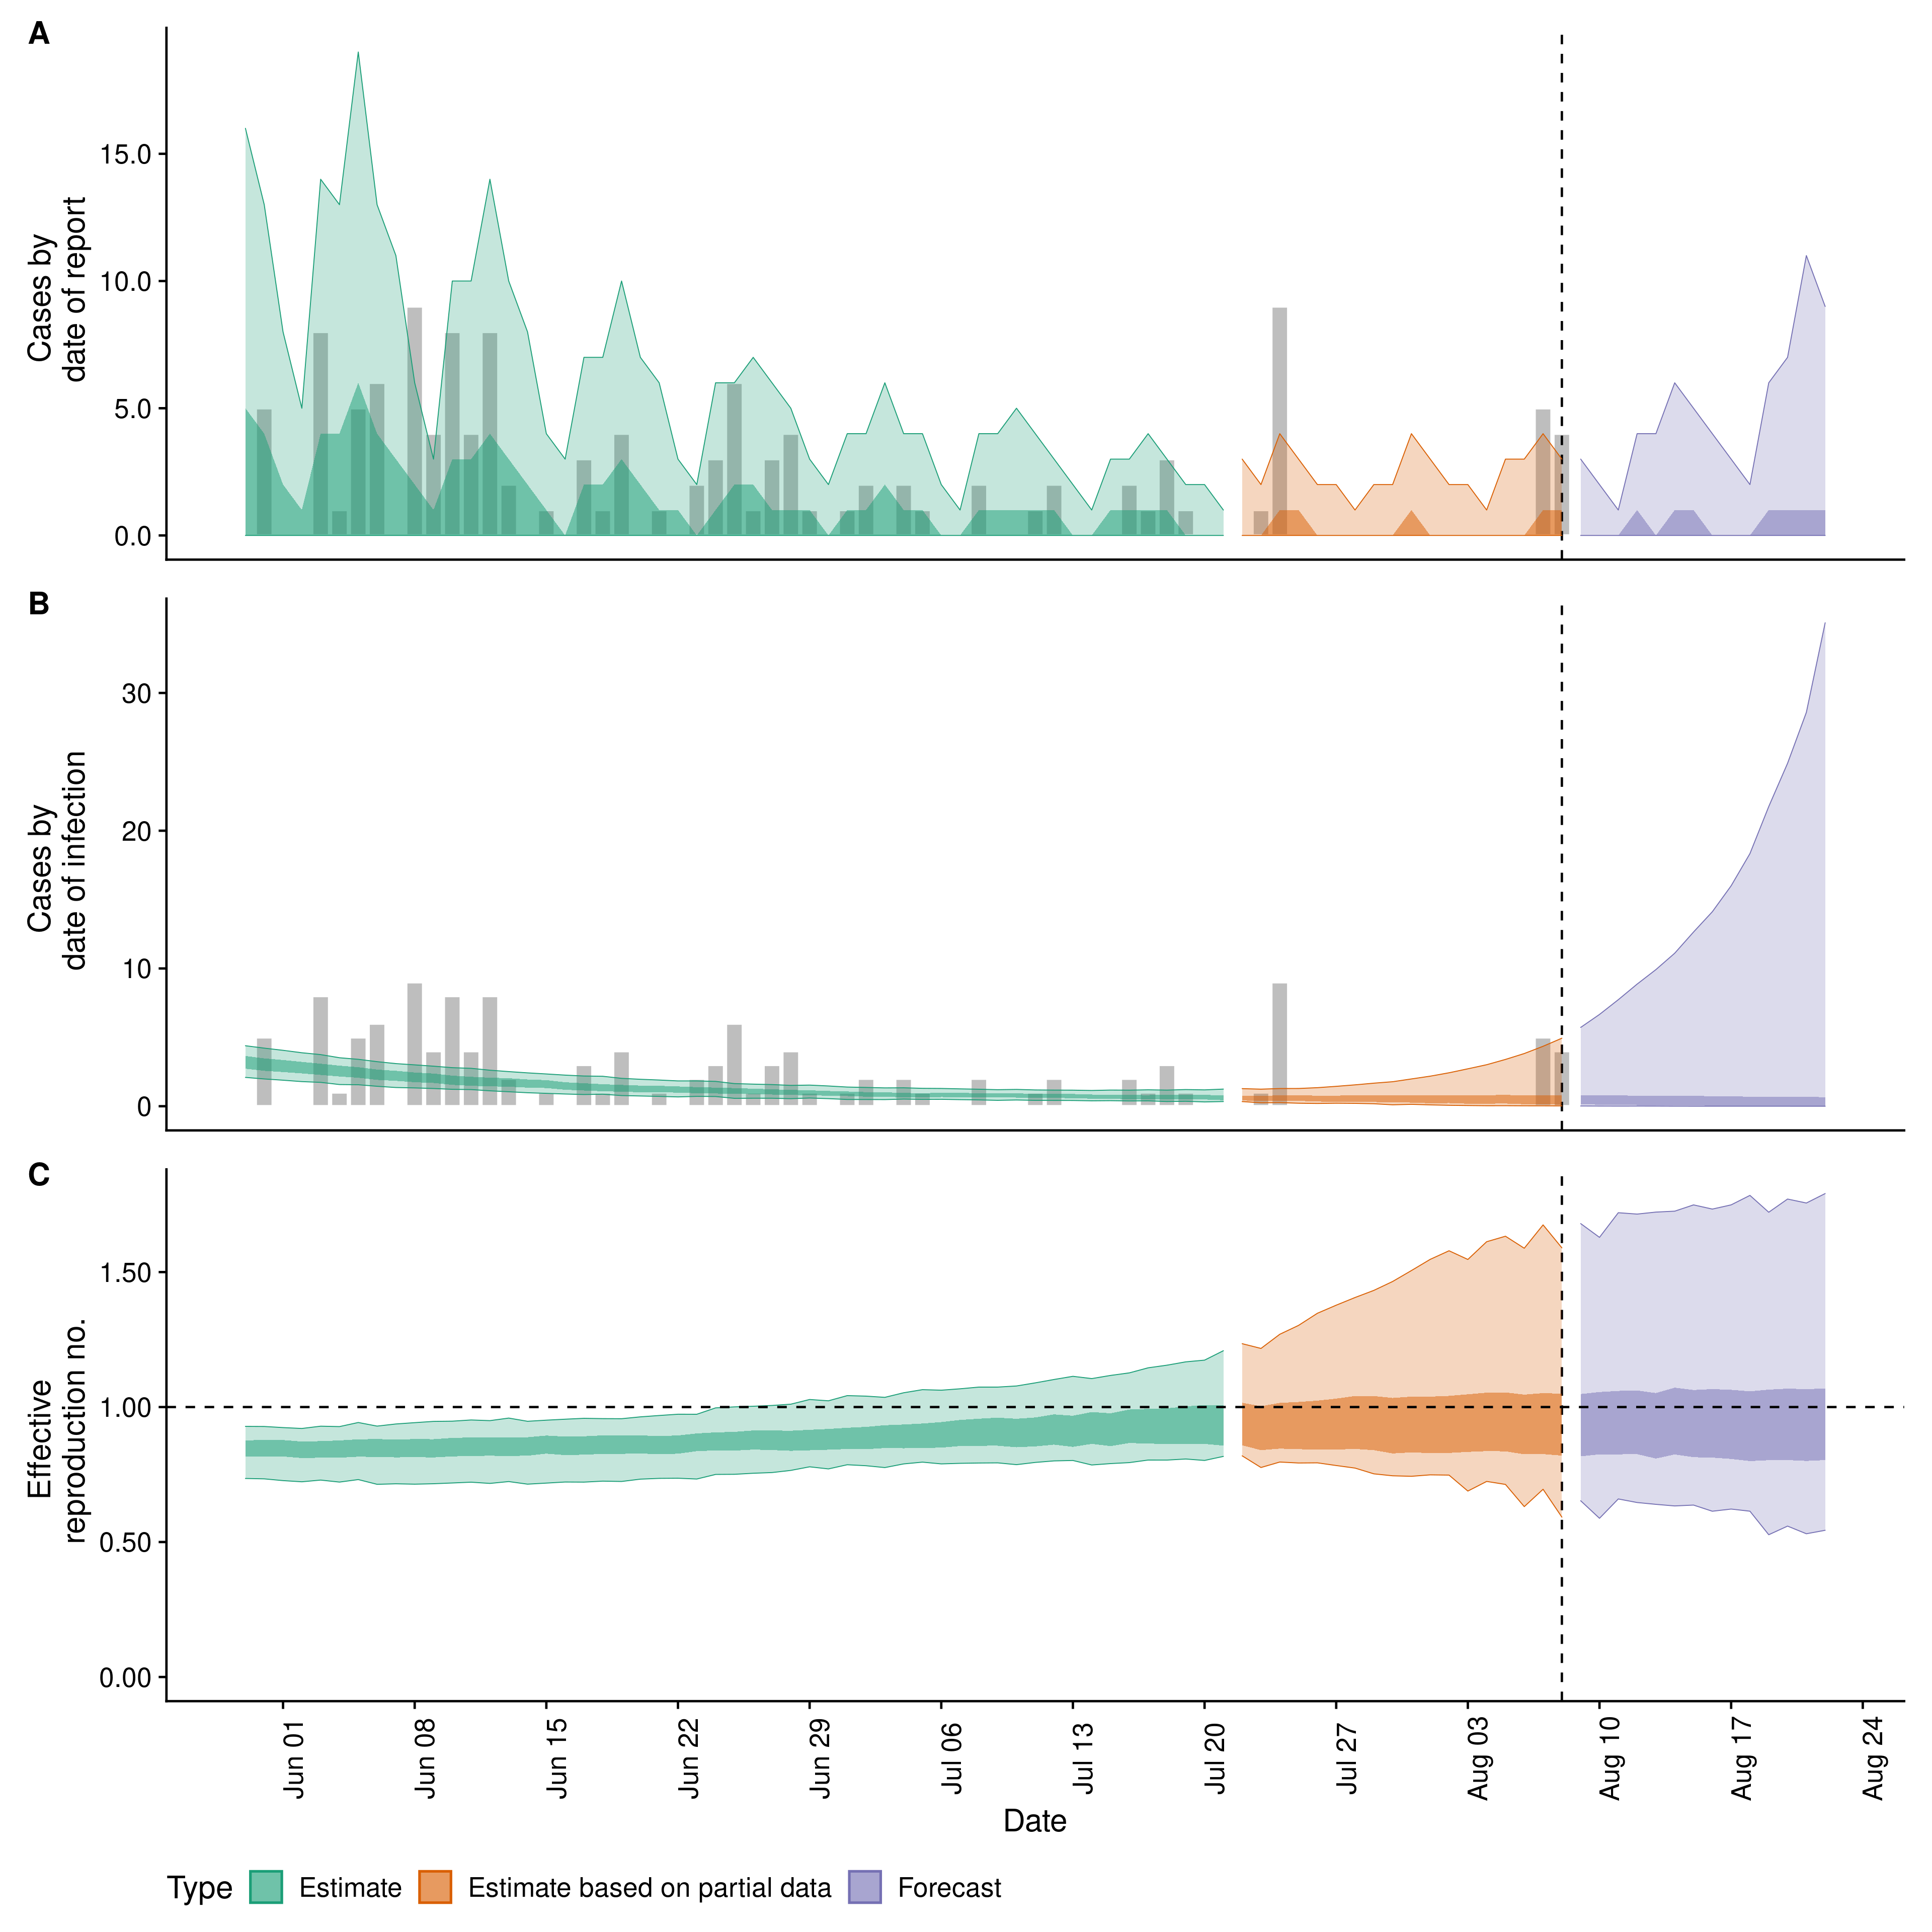 A
Cases by
date of report
15.0
10.0
5.0
0.0
B
Cases by
date of infection
30
20
10
0
C
Effective
reproduction no.
1.50
1.00
0.50
0.00
Jun 01
Jun 08
Jun 15
Jun 22
Jun 29
Jul 06
Jul 13
Jul 20
Jul 27
Aug 03
Aug 10
Aug 17
Aug 24
Date
Type Estimate Estimate based on partial data Forecast